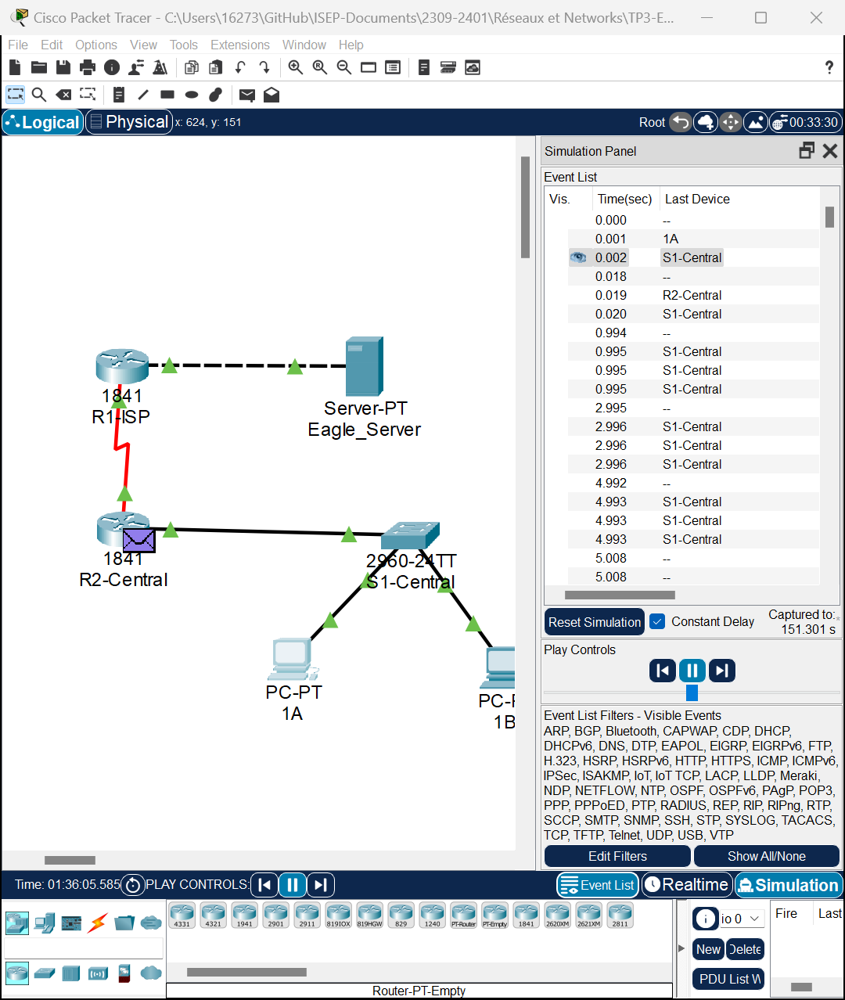 Cisco Packet Tracer - C:\Users\16273\GitHub\ISEP-Documents\2309-2401\Réseaux et Networks\TP3-E...
File Edit Options View Tools Extensions Window Help
?
Logical Physical x: 624, y: 151 Root 00:33:30
Simulation Panel
Event List
Vis. Time(sec) Last Device
0.000 --
0.001 1A
0.002 S1-Central
0.018 --
0.019 R2-Central
0.020 S1-Central
0.994 --
0.995 S1-Central
0.995 S1-Central
0.995 S1-Central
2.995 --
2.996 S1-Central
2.996 S1-Central
2.996 S1-Central
4.992 --
4.993 S1-Central
4.993 S1-Central
4.993 S1-Central
5.008 --
5.008 --
1841
R1-ISP
Server-PT
Eagle_Server
1841
R2-Central
2960-24TT
S1-Central
PC-PT
1A
PC-P
1B
Reset Simulation Constant Delay Captured to:
151.301 s
Play Controls
Event List Filters - Visible Events
ARP, BGP, Bluetooth, CAPWAP, CDP, DHCP,
DHCPv6, DNS, DTP, EAPOL, EIGRP, EIGRPv6, FTP,
H.323, HSRP, HSRPv6, HTTP, HTTPS, ICMP, ICMPv6,
IPSec, ISAKMP, IoT, IoT TCP, LACP, LLDP, Meraki,
NDP, NETFLOW, NTP, OSPF, OSPFv6, PAgP, POP3,
PPP, PPPoED, PTP, RADIUS, REP, RIP, RIPng, RTP,
SCCP, SMTP, SNMP, SSH, STP, SYSLOG, TACACS,
TCP, TFTP, Telnet, UDP, USB, VTP
Edit Filters Show All/None
Time: 01:36:05.585 PLAY CONTROLS: Event List Realtime Simulation
4331 4321 1941 2901 2911 819IOX 819HGW 829 1240 PT-Router PT-Empty 1841 2620XM 2621XM 2811
io 0 Fire Last
New Delete
PDU List W
Router-PT-Empty